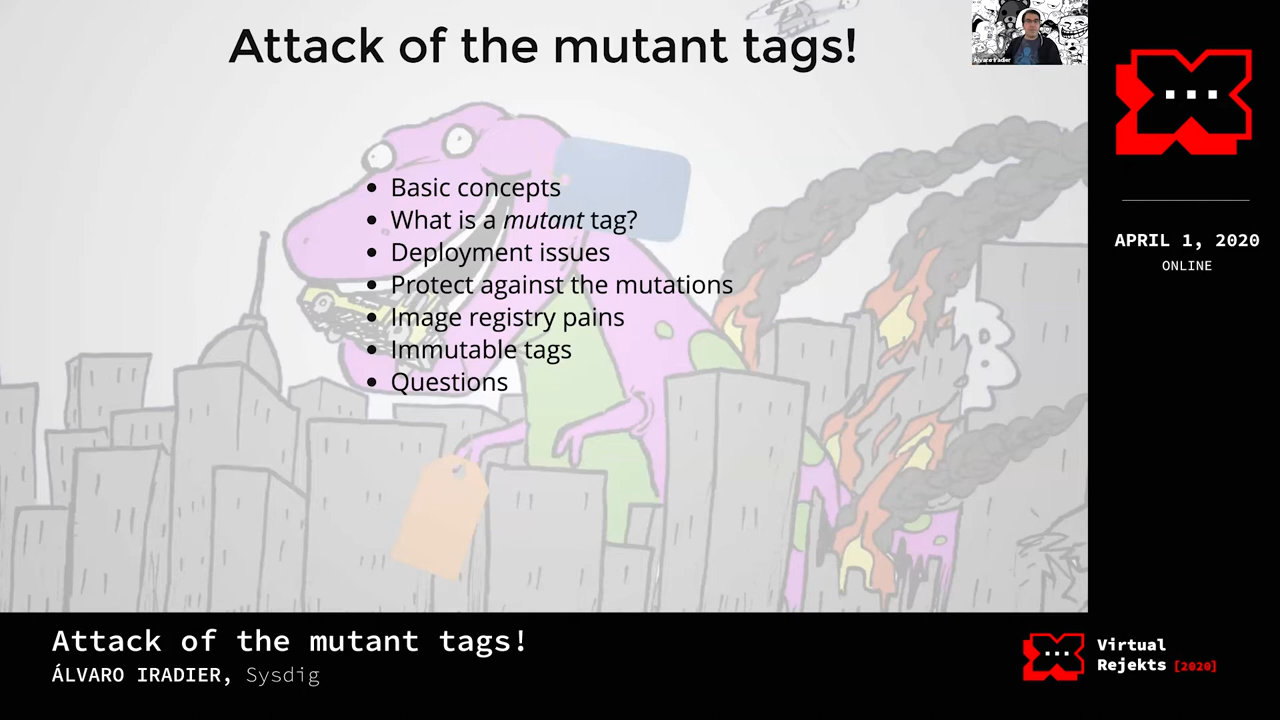 Attack of the mutant tags!
Álvaro Iradier
• Basic concepts
• What is a mutant tag?
• Deployment issues
• Protect against the mutations
• Image registry pains
• Immutable tags
• Questions
APRIL 1, 2020
ONLINE
Attack of the mutant tags!
ÁLVARO IRADIER, Sysdig
Virtual
Rejekts [2020]